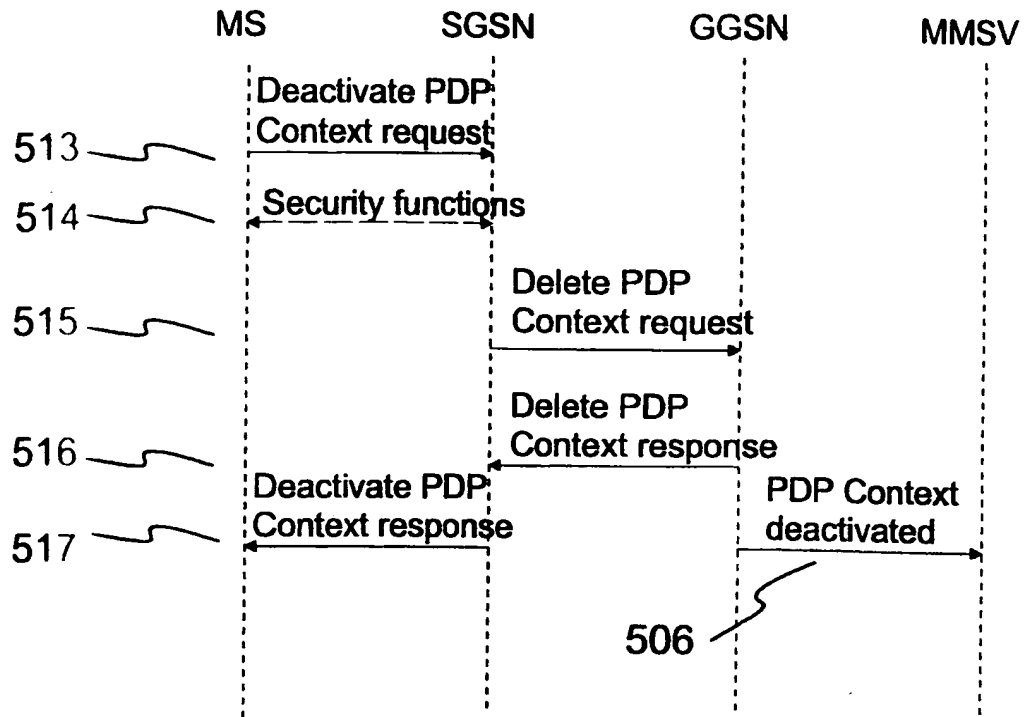 MS SGSN GGSN MMSV
Deactivate PDP
Context request
513
Security functions
514
Delete PDP
Context request
515
Delete PDP
Context response
516
Deactivate PDP
Context response
517
PDP Context
deactivated
506